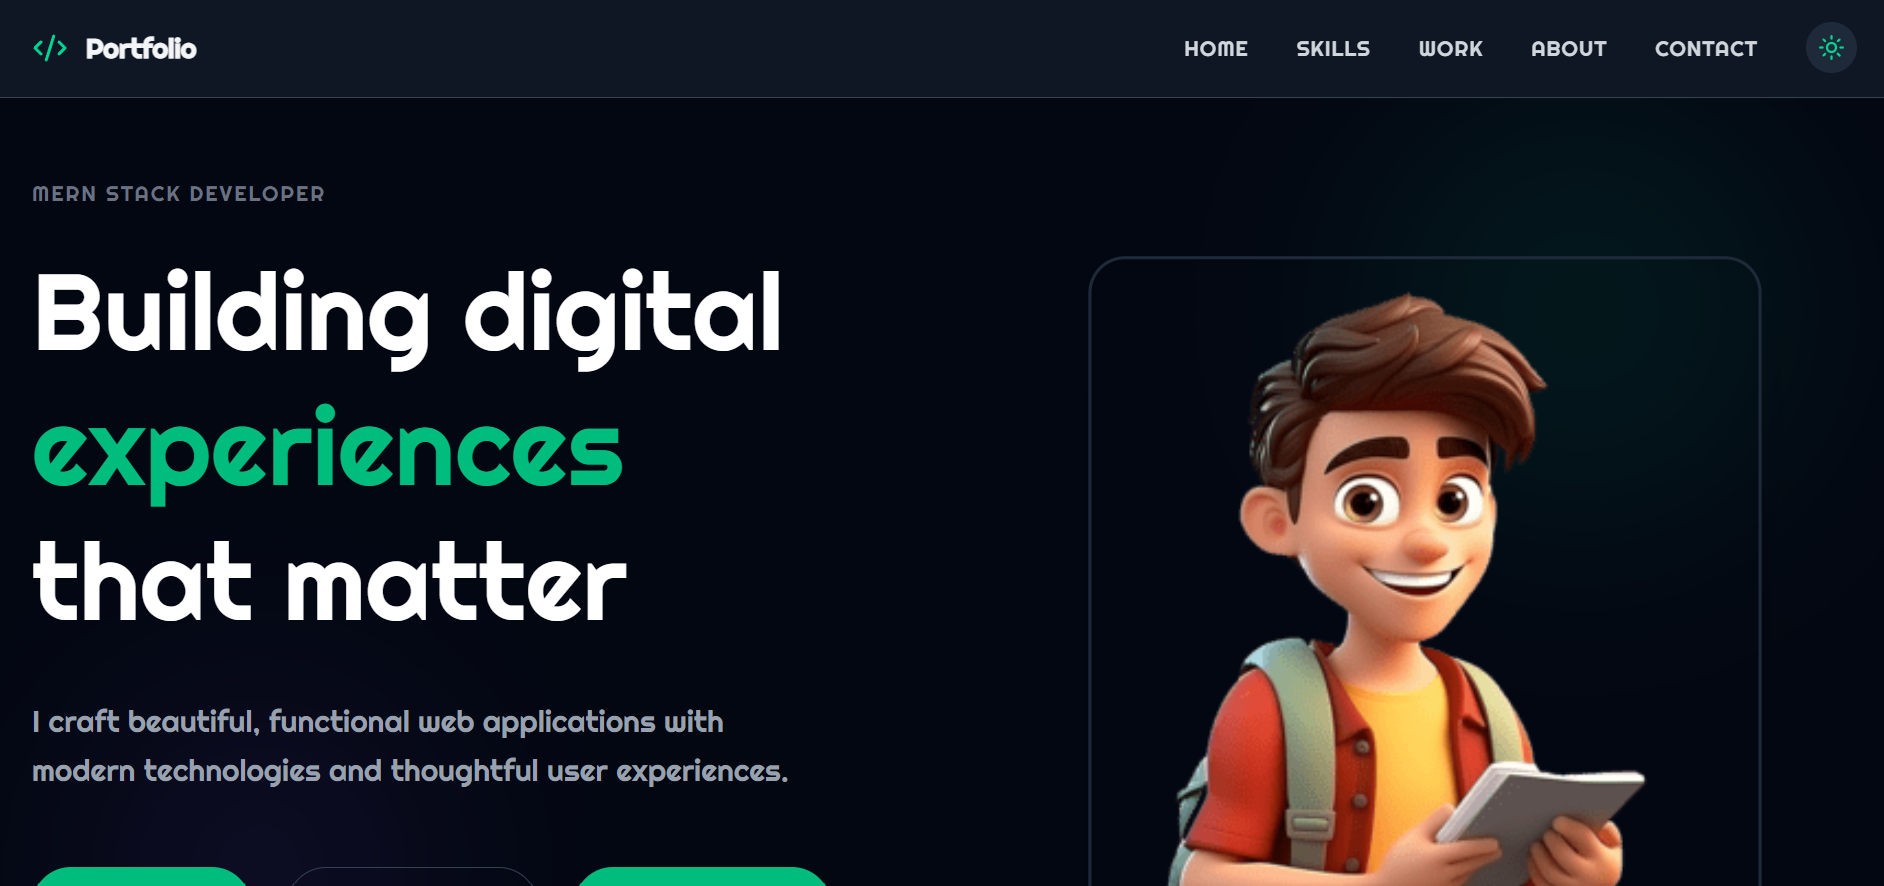 Portfolio
HOME SKILLS WORK ABOUT CONTACT
MERN STACK DEVELOPER
Building digital
experiences
that matter
I craft beautiful, functional web applications with
modern technologies and thoughtful user experiences.